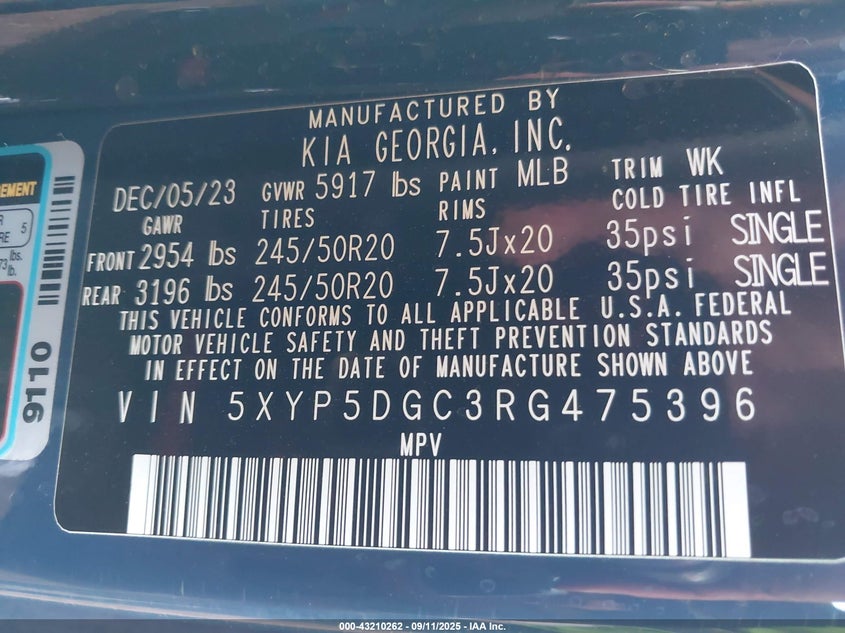 MANUFACTURED BY
KIA GEORGIA, INC.
DEC/05/23 GVWR 5917 lbs PAINT MLB TRIM WK
GAWR TIRES RIMS COLD TIRE INFL
FRONT 2954 lbs 245/50R20 7.5Jx20 35psi SINGLE
REAR 3196 lbs 245/50R20 7.5Jx20 35psi SINGLE
THIS VEHICLE CONFORMS TO ALL APPLICABLE U.S.A. FEDERAL
MOTOR VEHICLE SAFETY AND THEFT PREVENTION STANDARDS
IN EFFECT ON THE DATE OF MANUFACTURE SHOWN ABOVE
VIN 5XYP5DGC3RG475396
MPV
5
lbs.
lb.
9110
000-43210262 - 09/11/2025 - IAA Inc.